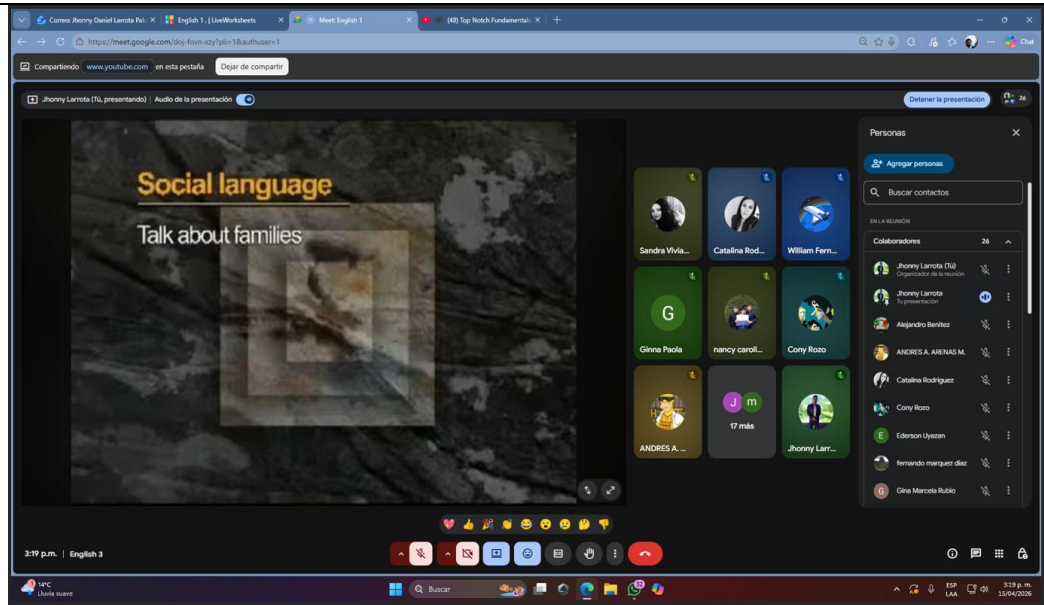 Correo: Jhonny Daniel Larrota Pal
English 1 . | LiveWorksheets
Meet: English 1
(48) Top Notch Fundamental
https://meet.google.com/doj-fovn-xzy?pli=1&authuser=1
Chat
Compartiendo www.youtube.com en esta pestaña
Dejar de compartir
Jhonny Larrota (Tú, presentando) | Audio de la presentación
Detener la presentación
26
Social language
Talk about families
Sandra Vivia...
Catalina Rod...
William Fern...
G
Ginna Paola
nancy caroli...
Cony Rozo
ANDRES A. ...
J m
17 más
Jhonny Larr...
Personas
Agregar personas
Buscar contactos
EN LA REUNIÓN
Colaboradores 26
Jhonny Larrota (Tú)
Organizador de la reunión
Jhonny Larrota
Tu presentación
Alejandro Benitez
ANDRES A. ARENAS M.
Catalina Rodriguez
Cony Rozo
E Ederson Uyazan
fernando marquez diaz
G Gina Marcela Rubio
3:19 p.m. | English 3
14°C
Lluvia suave
Buscar
32
ESP
LAA
3:19 p. m.
15/04/2026